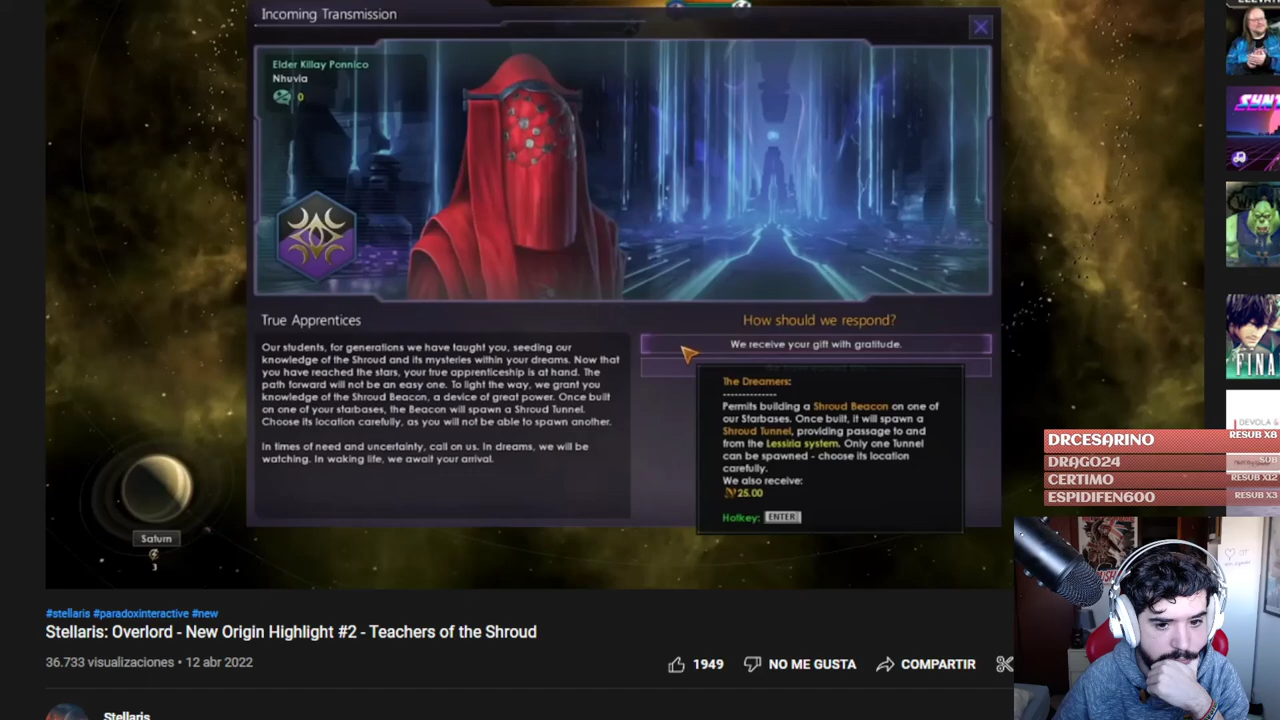 Incoming Transmission
Elder Killay Ponnico
Nhuvia
0
True Apprentices
Our students, for generations we have taught you, seeding our
knowledge of the Shroud and its mysteries within your dreams. Now that
you have reached the stars, your true apprenticeship is at hand. The
path forward will not be an easy one. To light the way, we grant you
knowledge of the Shroud Beacon, a device of great power. Once built
on one of your starbases, the Beacon will spawn a Shroud Tunnel.
Choose its location carefully, as you will not be able to spawn another.
In times of need and uncertainty, call on us. In dreams, we will be
watching. In waking life, we await your arrival.
How should we respond?
We receive your gift with gratitude.
The Dreamers:
--------------
Permits building a Shroud Beacon on one of
our Starbases. Once built, it will spawn a
Shroud Tunnel, providing passage to and
from the Lessiria system. Only one Tunnel
can be spawned - choose its location
carefully.
We also receive:
25.00
Hotkey: ENTER
Saturn
3
#stellaris #paradoxinteractive #new
Stellaris: Overlord - New Origin Highlight #2 - Teachers of the Shroud
36.733 visualizaciones • 12 abr 2022
1949
NO ME GUSTA
COMPARTIR
Stellaris
FINA
DEVOLA &
DRCESARINO RESUB X8
DRAGO24 SUB
CERTIMO RESUB X12
ESPIDIFEN600 RESUB X3